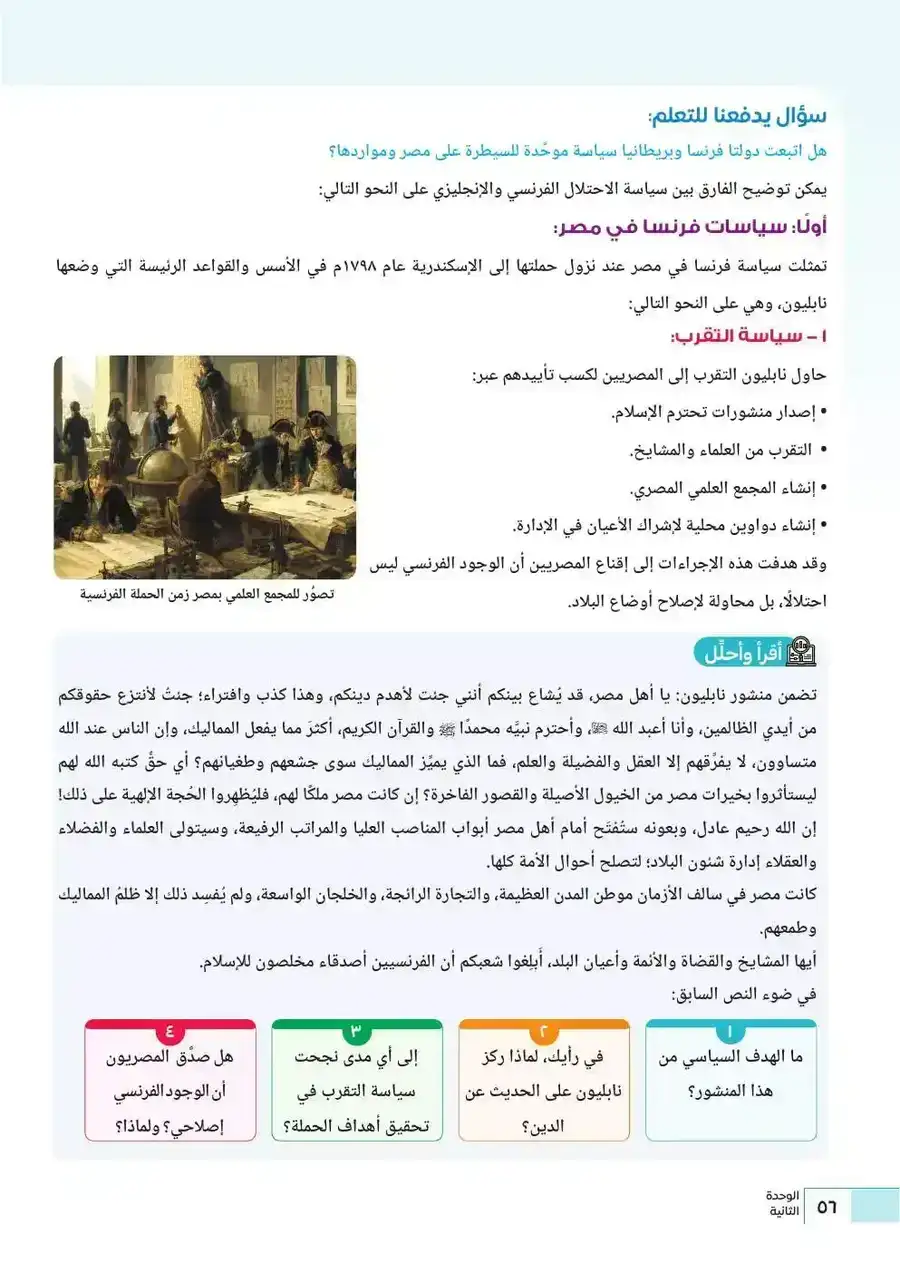 سؤال يدفعنا للتعلم:
هل اتبعت دولتا فرنسا وبريطانيا سياسة موحَّدة للسيطرة على مصر ومواردها؟
يمكن توضيح الفارق بين سياسة الاحتلال الفرنسي والإنجليزي على النحو التالي:
أولًا: سياسات فرنسا في مصر:
تمثلت سياسة فرنسا في مصر عند نزول حملتها إلى الإسكندرية عام ١٧٩٨م في الأسس والقواعد الرئيسة التي وضعها
نابليون، وهي على النحو التالي:
١ – سياسة التقرب:
حاول نابليون التقرب إلى المصريين لكسب تأييدهم عبر:
• إصدار منشورات تحترم الإسلام.
• التقرب من العلماء والمشايخ.
• إنشاء المجمع العلمي المصري.
• إنشاء دواوين محلية لإشراك الأعيان في الإدارة.
وقد هدفت هذه الإجراءات إلى إقناع المصريين أن الوجود الفرنسي ليس
احتلالًا، بل محاولة لإصلاح أوضاع البلاد.
تصوُّر للمجمع العلمي بمصر زمن الحملة الفرنسية
أقرأ وأحلِّل
تضمن منشور نابليون: يا أهل مصر، قد يُشاع بينكم أنني جئت لأهدم دينكم، وهذا كذب وافتراء؛ جئتُ لأنتزع حقوقكم
من أيدي الظالمين، وأنا أعبد الله ﷻ، وأحترم نبيَّه محمدًا ﷺ والقرآن الكريم، أكثرَ مما يفعل المماليك، وإن الناس عند الله
متساوون، لا يفرِّقهم إلا العقل والفضيلة والعلم، فما الذي يميِّز المماليك سوى جشعهم وطغيانهم؟ أي حقٍّ كتبه الله لهم
ليستأثروا بخيرات مصر من الخيول الأصيلة والقصور الفاخرة؟ إن كانت مصر ملكًا لهم، فليُظهِروا الحُجة الإلهية على ذلك!
إن الله رحيم عادل، وبعونه ستُفتَح أمام أهل مصر أبواب المناصب العليا والمراتب الرفيعة، وسيتولى العلماء والفضلاء
والعقلاء إدارة شئون البلاد؛ لتصلح أحوال الأمة كلها.
كانت مصر في سالف الأزمان موطن المدن العظيمة، والتجارة الرائجة، والخلجان الواسعة، ولم يُفسِد ذلك إلا ظلمُ المماليك
وطمعهم.
أيها المشايخ والقضاة والأئمة وأعيان البلد، أَبلِغوا شعبكم أن الفرنسيين أصدقاء مخلصون للإسلام.
في ضوء النص السابق:
١
ما الهدف السياسي من
هذا المنشور؟
٢
في رأيك، لماذا ركز
نابليون على الحديث عن
الدين؟
٣
إلى أي مدى نجحت
سياسة التقرب في
تحقيق أهداف الحملة؟
٤
هل صدَّق المصريون
أن الوجود الفرنسي
إصلاحي؟ ولماذا؟
٥٦
الوحدة
الثانية